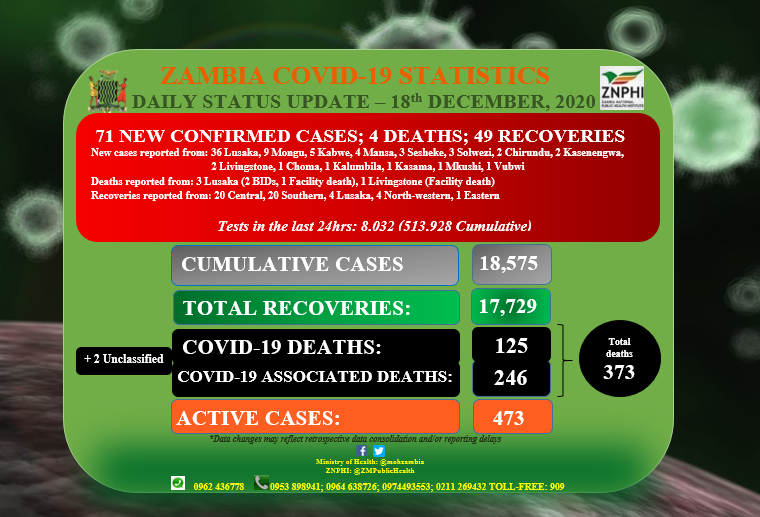 ZAMBIA COVID-19 STATISTICS
ZNPHI
ZAMBIA NATIONAL
PUBLIC HEALTH INSTITUTE
DAILY STATUS UPDATE – 18th DECEMBER, 2020
71 NEW CONFIRMED CASES; 4 DEATHS; 49 RECOVERIES
New cases reported from: 36 Lusaka, 9 Mongu, 5 Kabwe, 4 Mansa, 3 Sesheke, 3 Solwezi, 2 Chirundu, 2 Kasenengwa,
2 Livingstone, 1 Choma, 1 Kalumbila, 1 Kasama, 1 Mkushi, 1 Vubwi
Deaths reported from: 3 Lusaka (2 BIDs, 1 Facility death), 1 Livingstone (Facility death)
Recoveries reported from: 20 Central, 20 Southern, 4 Lusaka, 4 North-western, 1 Eastern
Tests in the last 24hrs: 8.032 (513.928 Cumulative)
CUMULATIVE CASES 18,575
TOTAL RECOVERIES: 17,729
+ 2 Unclassified
COVID-19 DEATHS: 125
COVID-19 ASSOCIATED DEATHS: 246
Total
deaths
373
ACTIVE CASES: 473
*Data changes may reflect retrospective data consolidation and/or reporting delays
Ministry of Health: @mohzambia
ZNPHI: @ZMPublicHealth
0962 436778 0953 898941; 0964 638726; 0974493553; 0211 269432 TOLL-FREE: 909